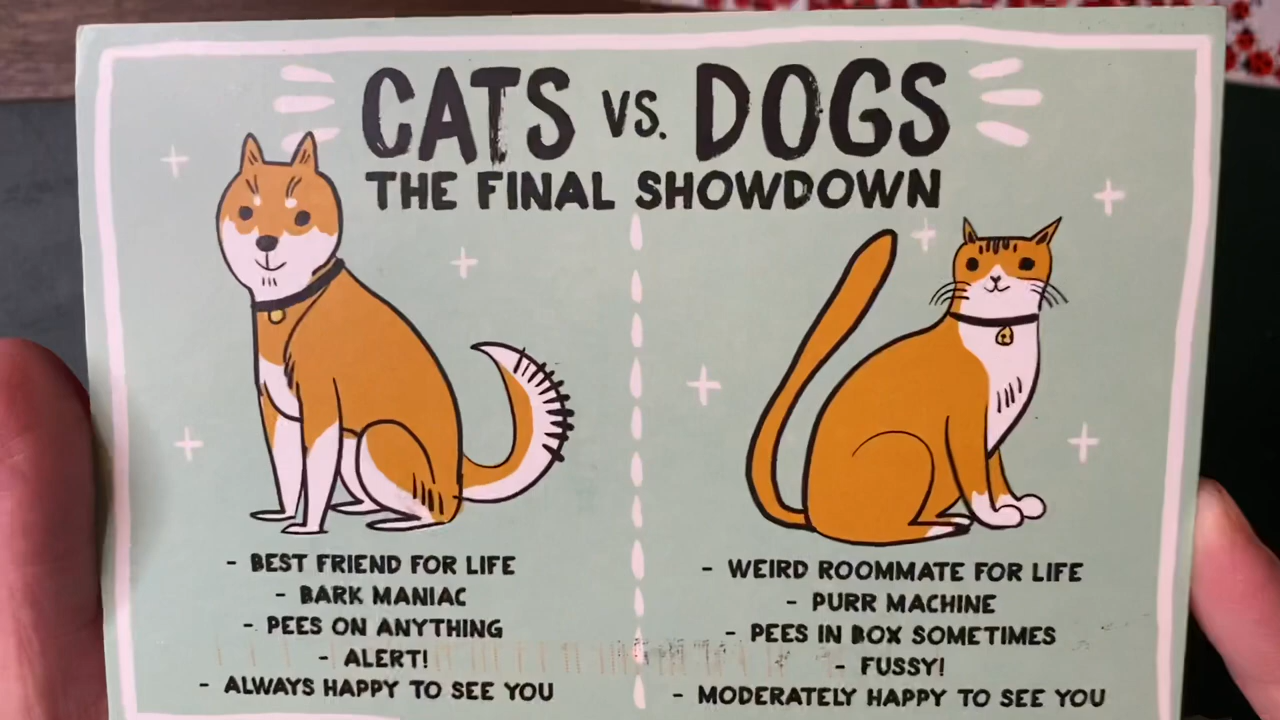 CATS VS. DOGS
THE FINAL SHOWDOWN
- BEST FRIEND FOR LIFE
- BARK MANIAC
- PEES ON ANYTHING
- ALERT!
- ALWAYS HAPPY TO SEE YOU
- WEIRD ROOMMATE FOR LIFE
- PURR MACHINE
- PEES IN BOX SOMETIMES
- FUSSY!
- MODERATELY HAPPY TO SEE YOU